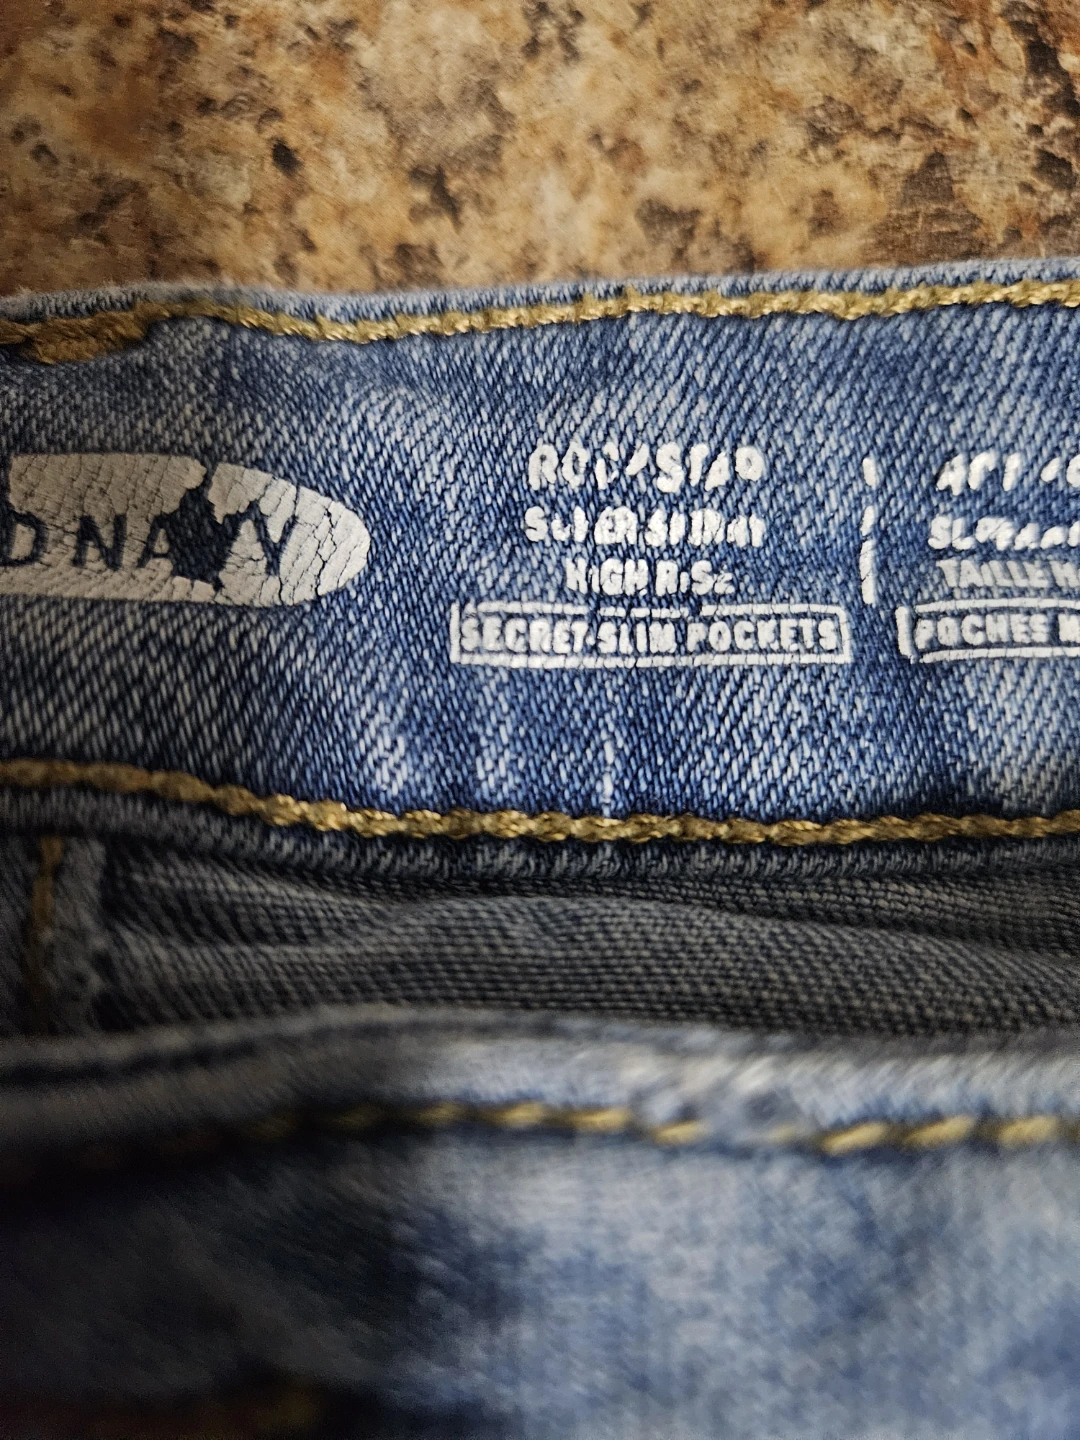 D NAVY
ROCKSTAR
SUPER SKINNY
HIGH RISE
SECRET-SLIM POCKETS
TAILLE
POCHES